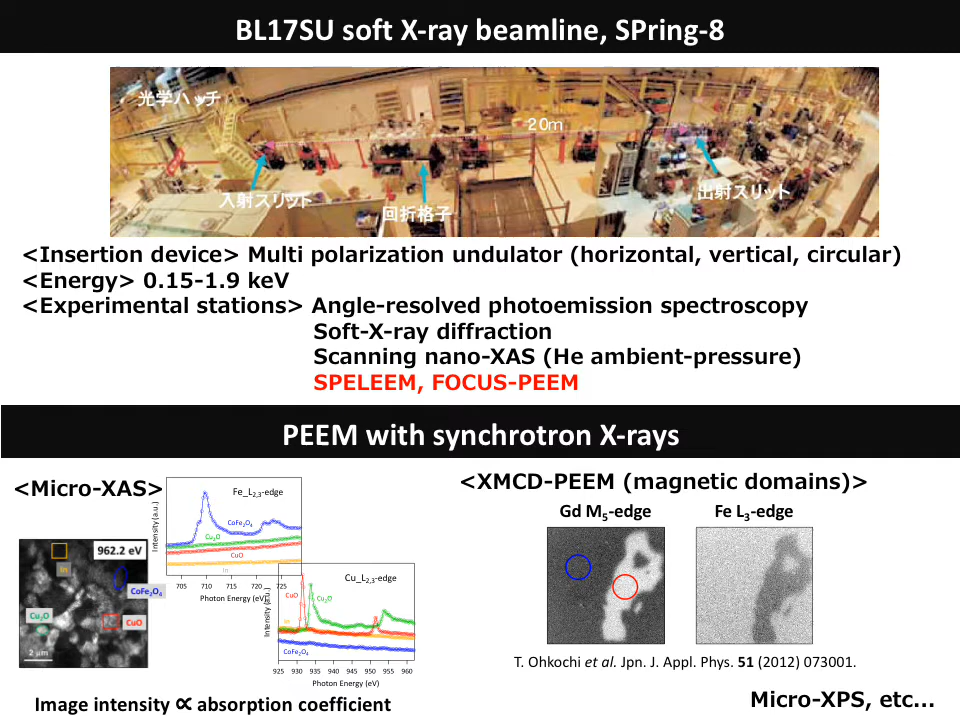 BL17SU soft X-ray beamline, SPring-8
光学ハッチ
~20m
入射スリット
回折格子
出射スリット
<Insertion device> Multi polarization undulator (horizontal, vertical, circular)
<Energy> 0.15-1.9 keV
<Experimental stations> Angle-resolved photoemission spectroscopy
Soft-X-ray diffraction
Scanning nano-XAS (He ambient-pressure)
SPELEEM, FOCUS-PEEM
PEEM with synchrotron X-rays
<Micro-XAS>
962.2 eV
In
CoFe2O4
Cu2O
CuO
2 μm
Intensity (a.u.)
Fe_L2,3-edge
CoFe2O4
Cu2O
CuO
In
705 710 715 720 725
Photon Energy (eV)
Intensity (a.u.)
Cu_L2,3-edge
CuO
Cu2O
In
CoFe2O4
925 930 935 940 945 950 955 960
Photon Energy (eV)
Image intensity ∝ absorption coefficient
<XMCD-PEEM (magnetic domains)>
Gd M5-edge
Fe L3-edge
T. Ohkochi et al. Jpn. J. Appl. Phys. 51 (2012) 073001.
Micro-XPS, etc...